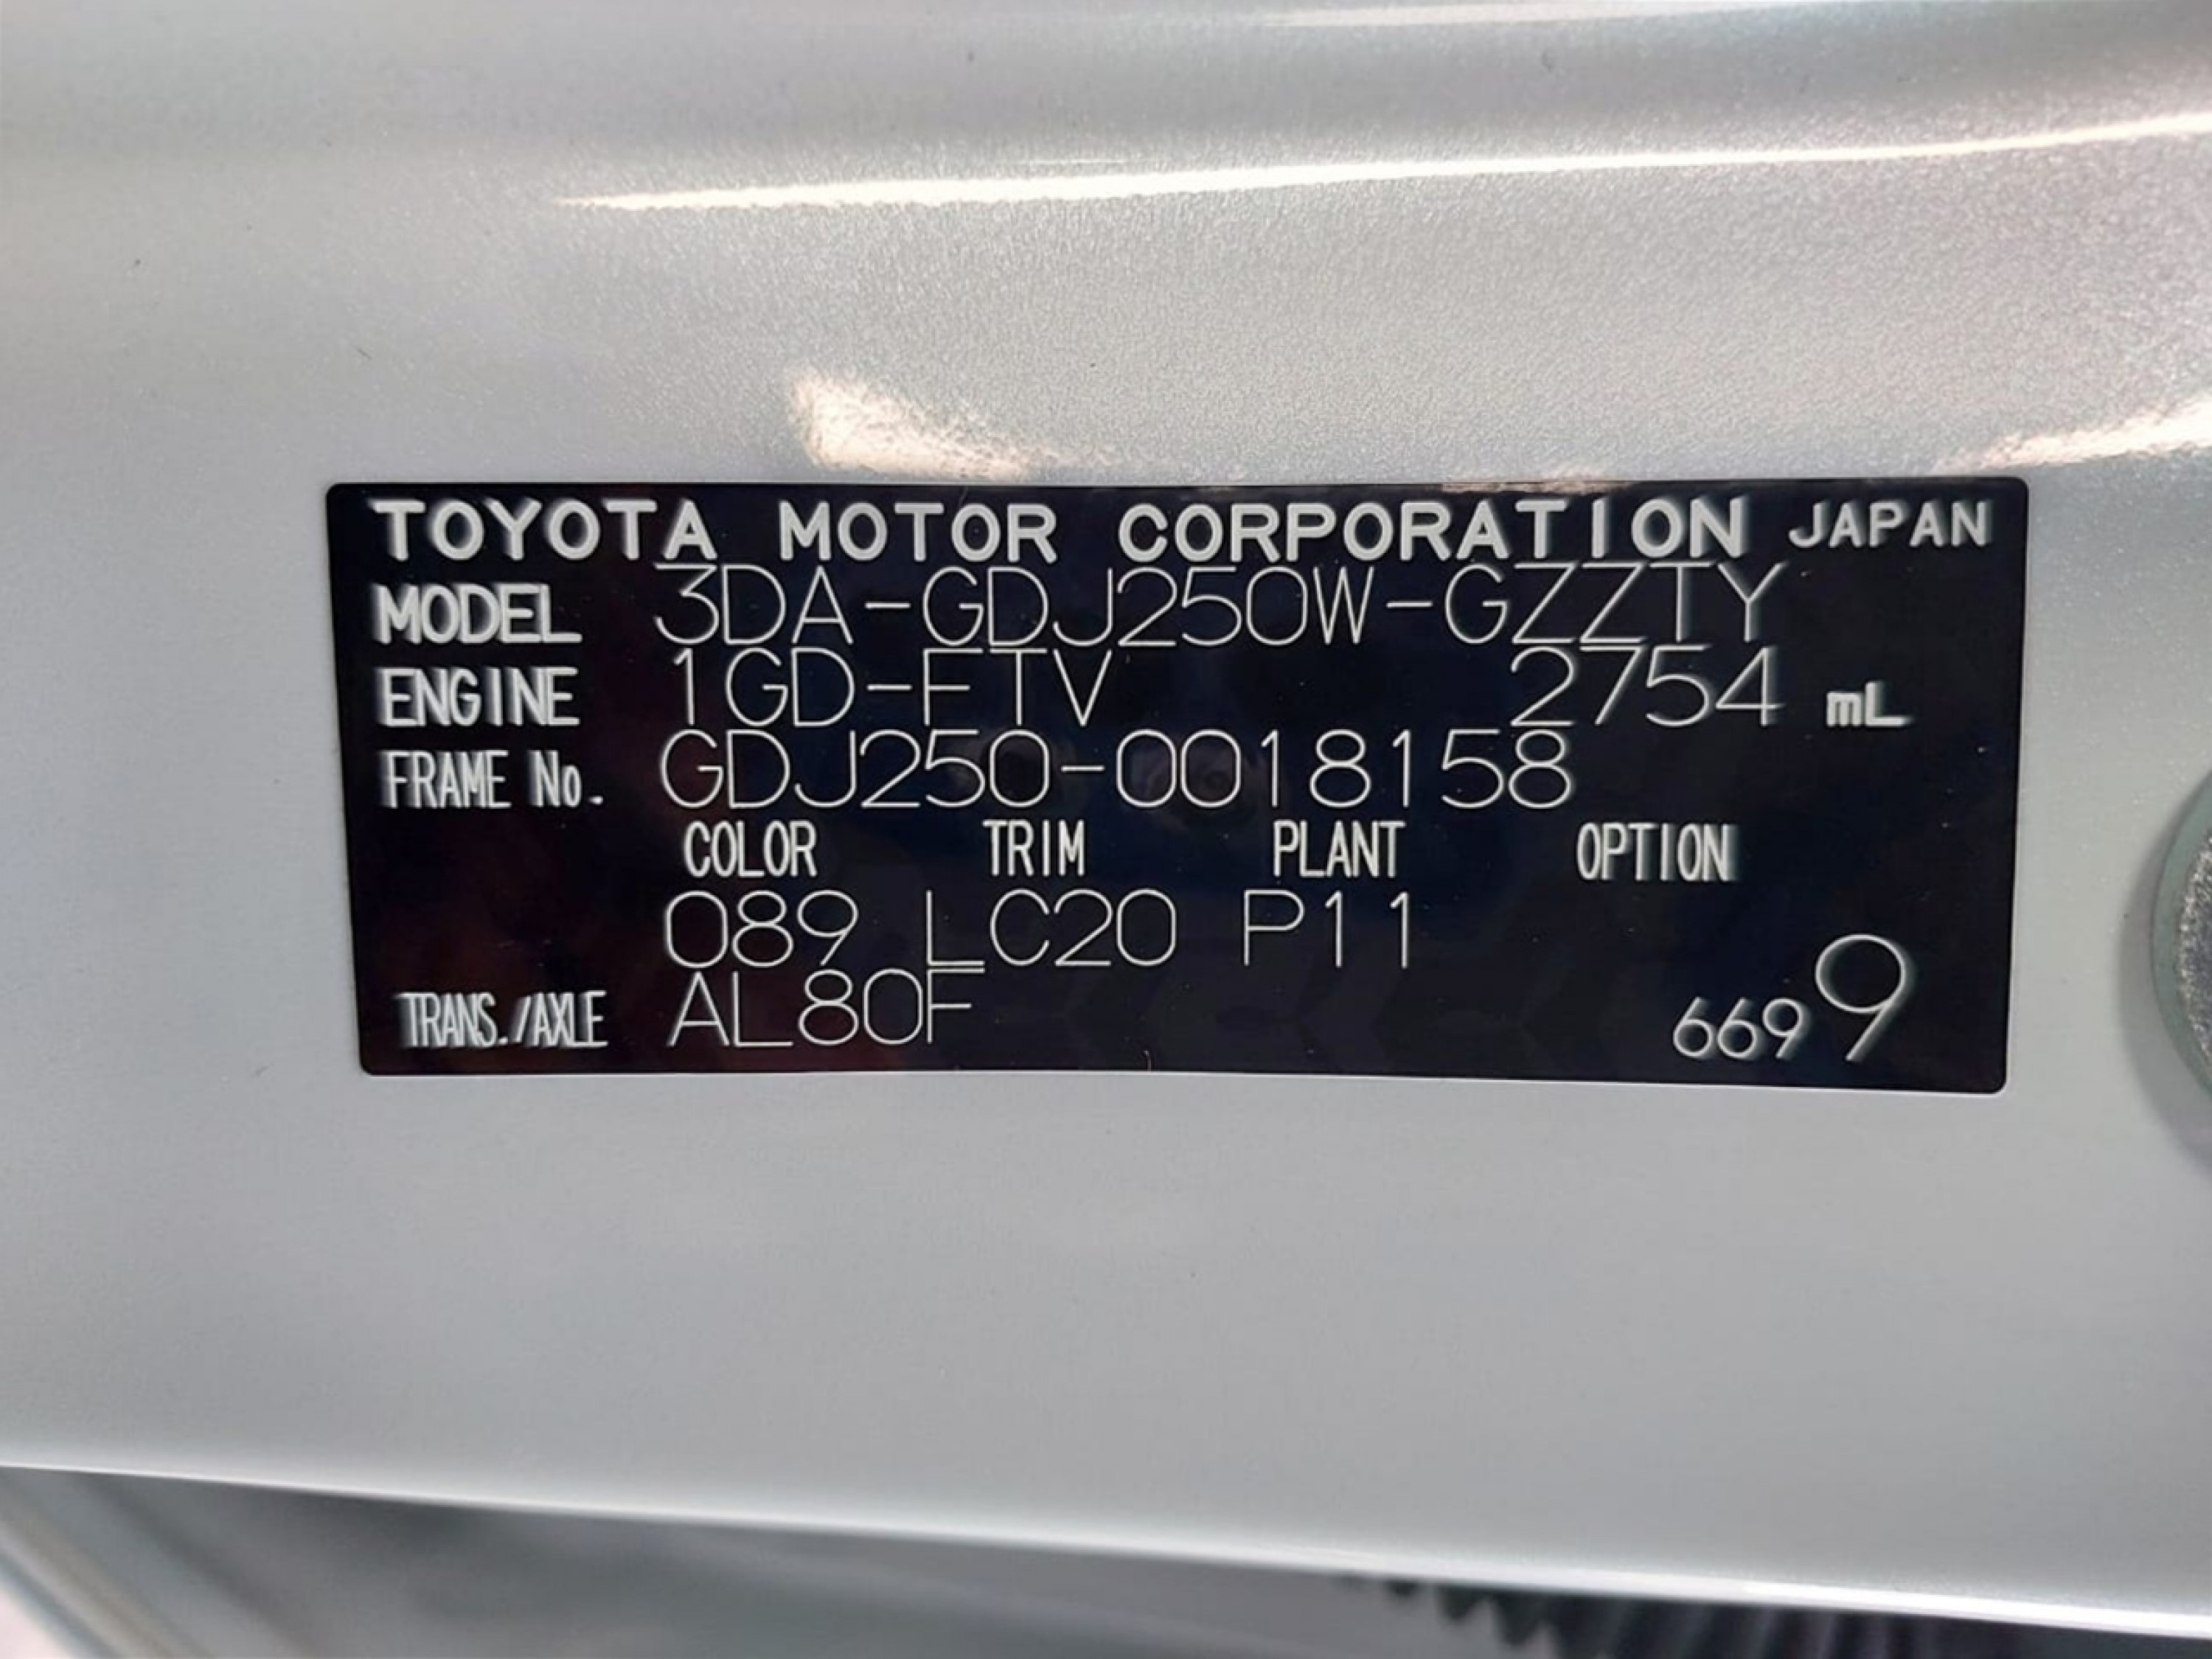 TOYOTA MOTOR CORPORATION JAPAN
MODEL 3DA-GDJ250W-GZZTY
ENGINE 1GD-FTV 2754 mL
FRAME No. GDJ250-0018158
COLOR TRIM PLANT OPTION
089 LC20 P11
TRANS./AXLE AL80F 6699